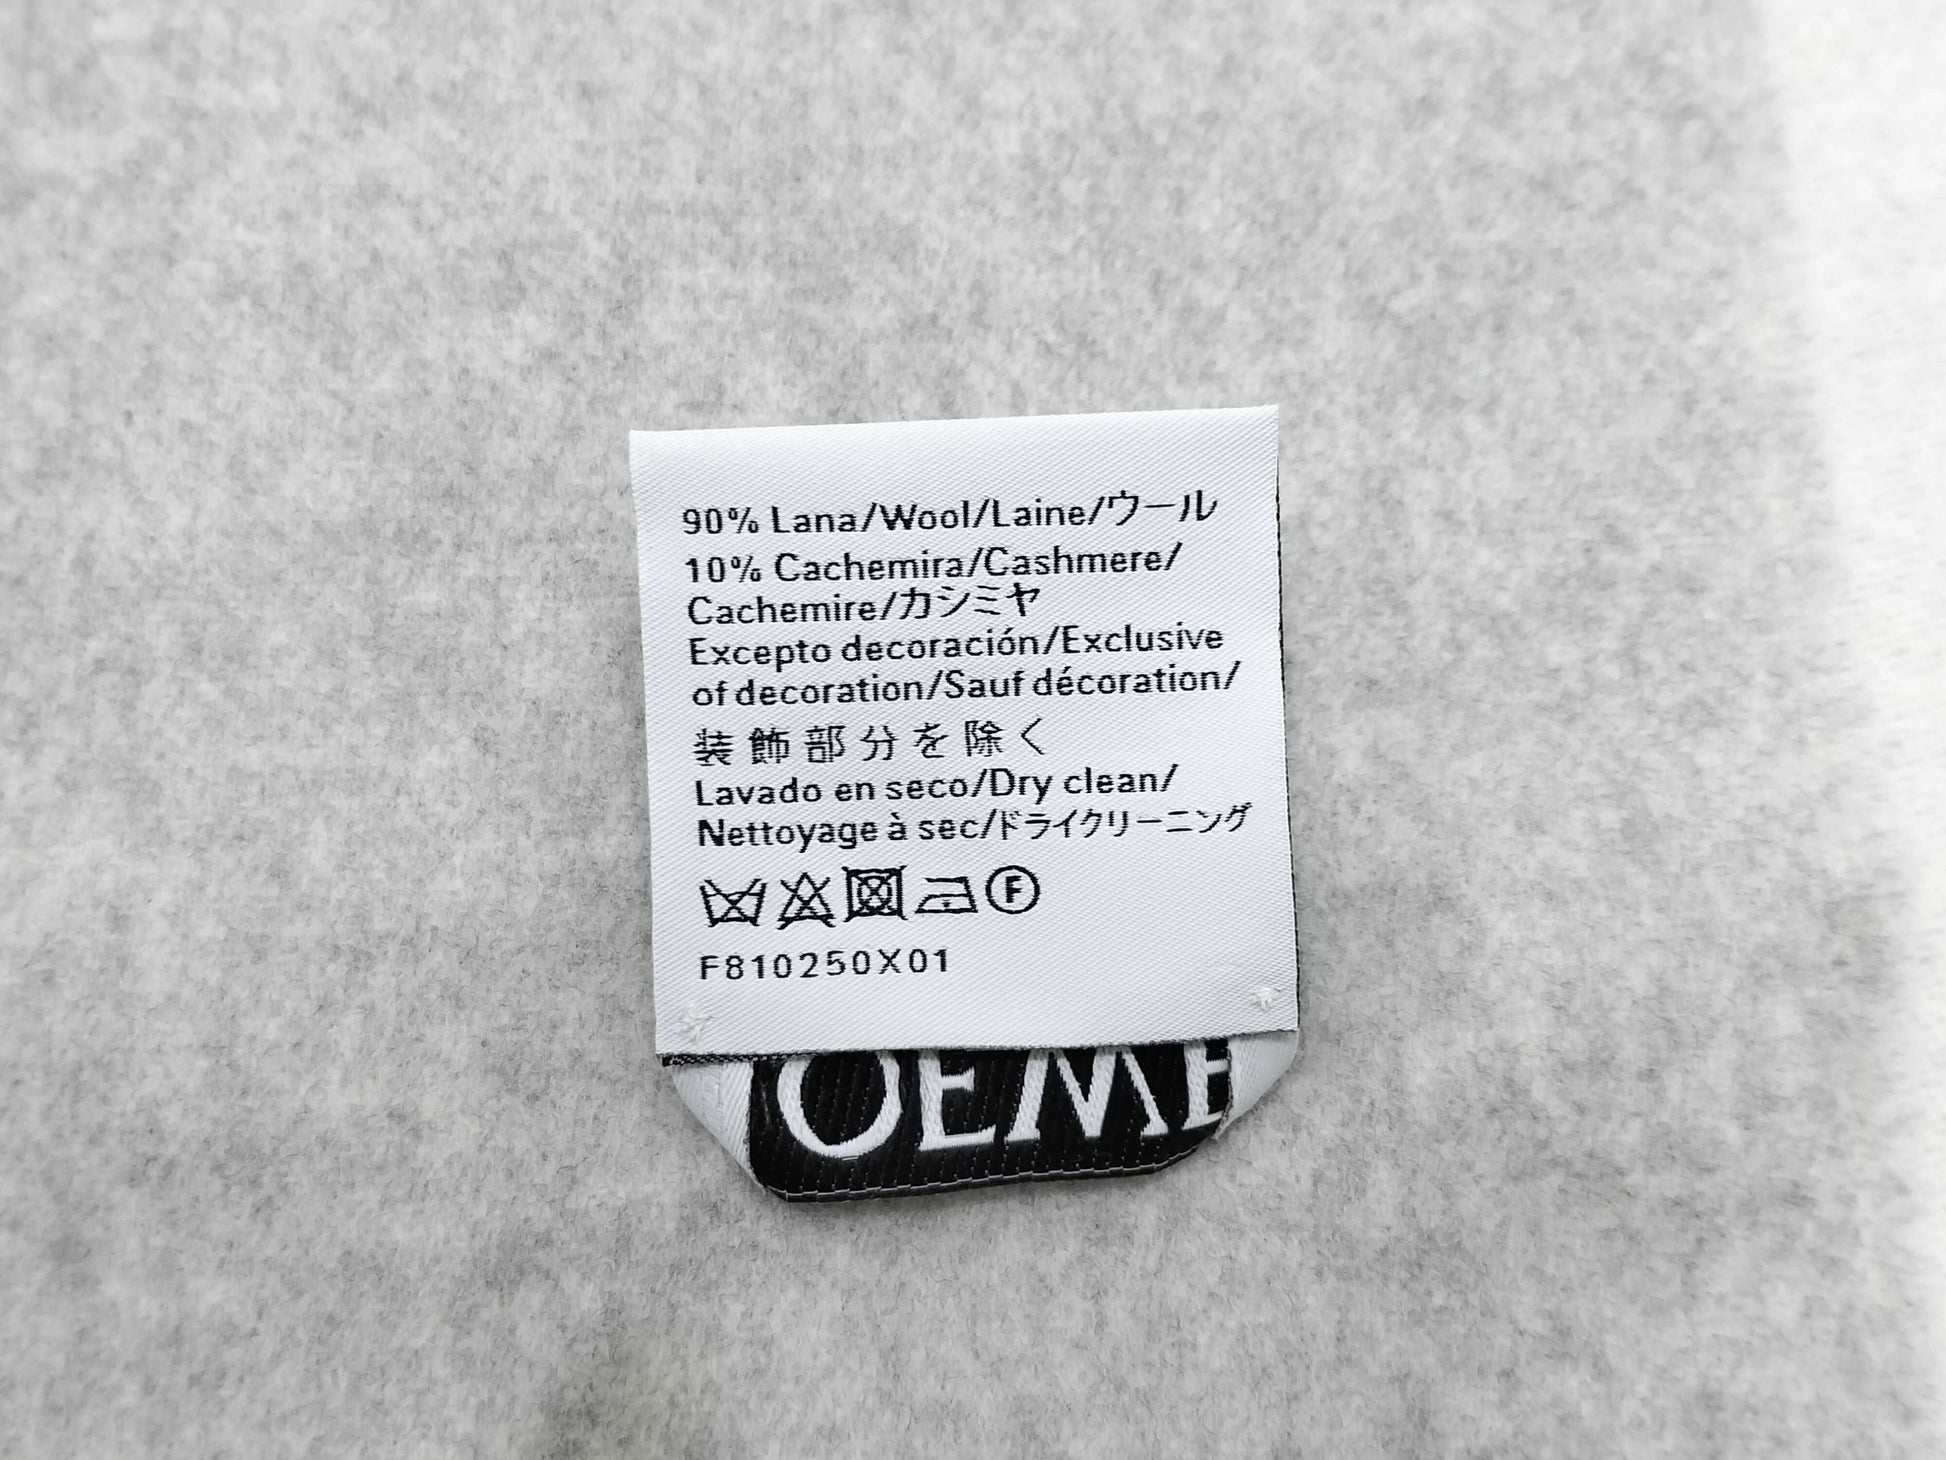 90% Lana/Wool/Laine/ウール
10% Cachemira/Cashmere/
Cachemire/カシミヤ
Excepto decoración/Exclusive
of decoration/Sauf décoration/
装飾部分を除く
Lavado en seco/Dry clean/
Nettoyage à sec/ドライクリーニング
F
F810250X01
OEWE